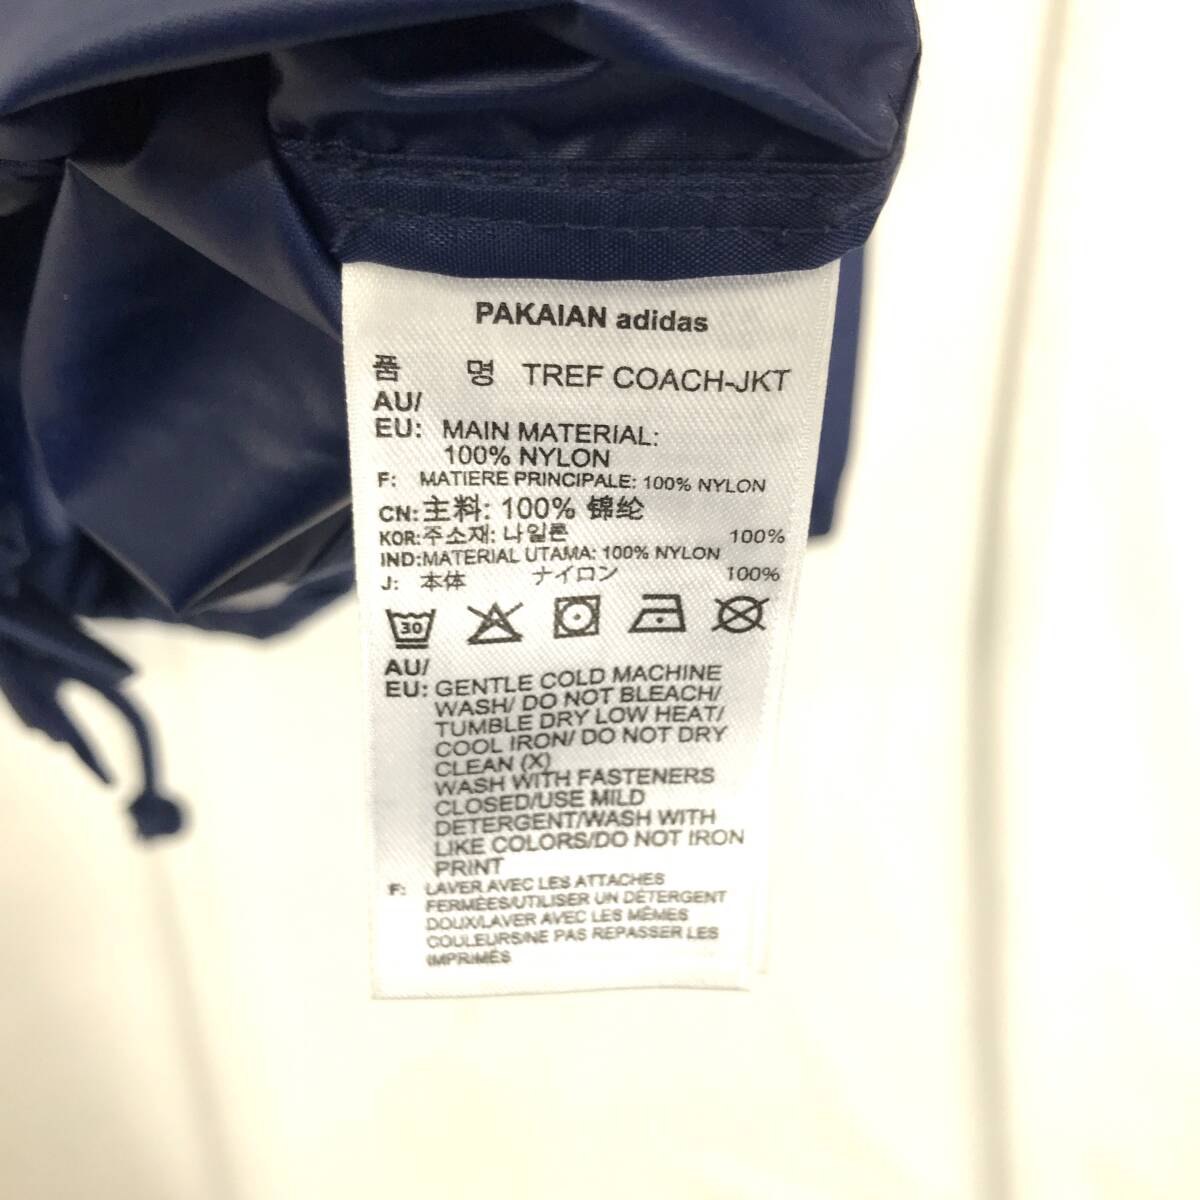 PAKAIAN adidas
품 명 TREF COACH-JKT
AU/
EU: MAIN MATERIAL:
100% NYLON
F: MATIERE PRINCIPALE: 100% NYLON
CN: 主料: 100% 锦纶
KOR: 주소재: 나일론 100%
IND: MATERIAL UTAMA: 100% NYLON
J: 本体 ナイロン 100%
30
AU/
EU: GENTLE COLD MACHINE
WASH/ DO NOT BLEACH/
TUMBLE DRY LOW HEAT/
COOL IRON/ DO NOT DRY
CLEAN (X)
WASH WITH FASTENERS
CLOSED/USE MILD
DETERGENT/WASH WITH
LIKE COLORS/DO NOT IRON
PRINT
F: LAVER AVEC LES ATTACHES
FERMÉES/UTILISER UN DÉTERGENT
DOUX/LAVER AVEC LES MÊMES
COULEURS/NE PAS REPASSER LES
IMPRIMÉS